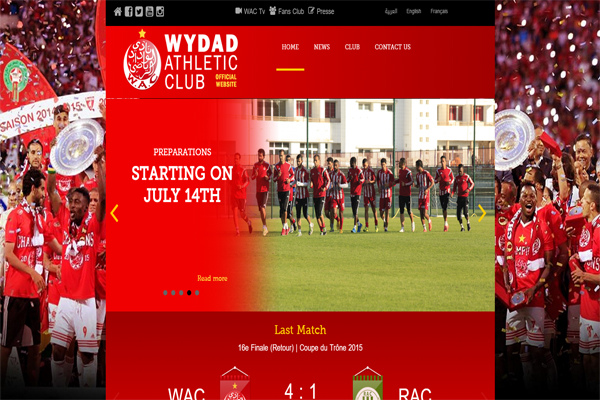 WAC Tv Fans Club Presse العربية English Français
WYDAD
ATHLETIC
CLUB
OFFICIAL
WEBSITE
WAC
HOME NEWS CLUB CONTACT US
SAISON 2014
PREPARATIONS
STARTING ON
JULY 14TH
Read more
Last Match
16e Finale (Retour) | Coupe du Trône 2015
WAC 4 : 1 RAC